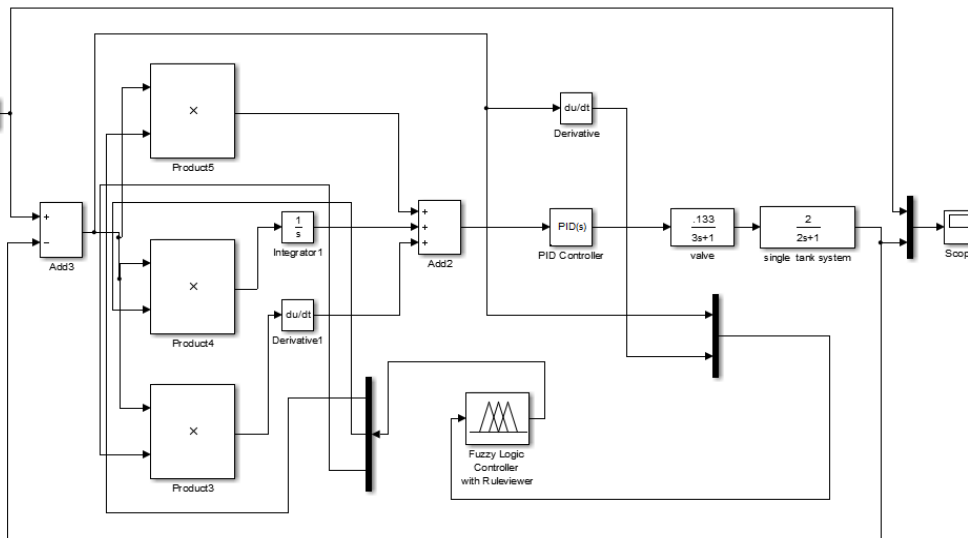 ×
Product5
du/dt
Derivative
+
−
Add3
1
s
Integrator1
+
+
+
Add2
PID(s)
PID Controller
.133
3s+1
valve
2
2s+1
single tank system
Scop
×
Product4
du/dt
Derivative1
×
Product3
Fuzzy Logic
Controller
with Ruleviewer